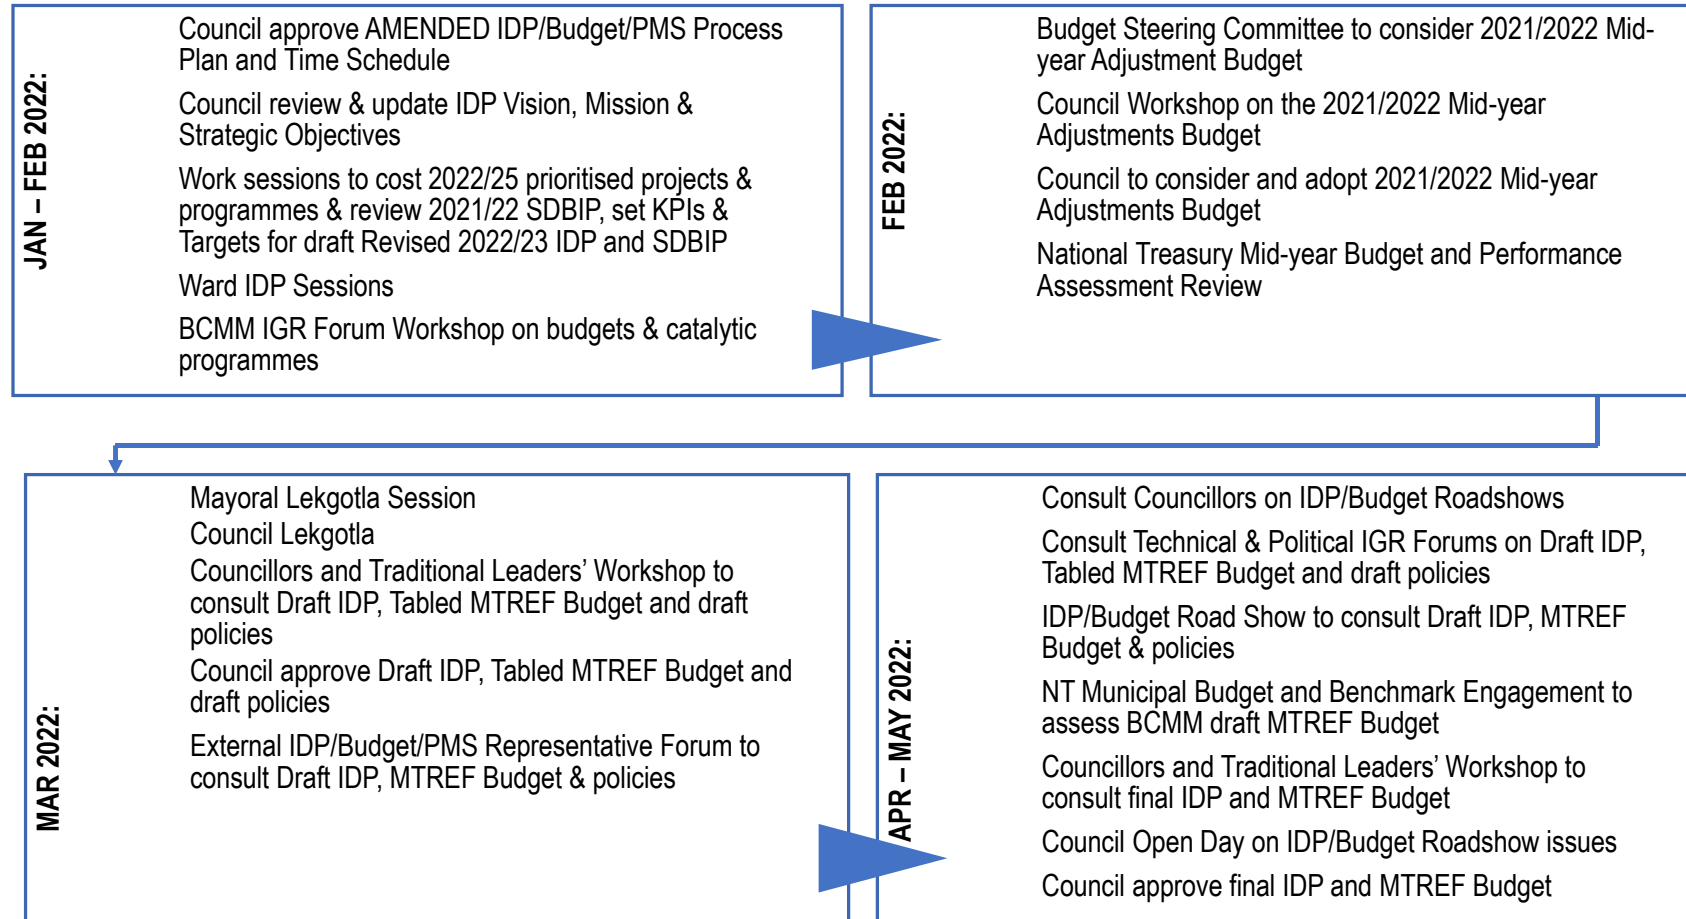 JAN – FEB 2022:
Council approve AMENDED IDP/Budget/PMS Process
Plan and Time Schedule
Council review & update IDP Vision, Mission &
Strategic Objectives
Work sessions to cost 2022/25 prioritised projects &
programmes & review 2021/22 SDBIP, set KPIs &
Targets for draft Revised 2022/23 IDP and SDBIP
Ward IDP Sessions
BCMM IGR Forum Workshop on budgets & catalytic
programmes
FEB 2022:
Budget Steering Committee to consider 2021/2022 Mid-
year Adjustment Budget
Council Workshop on the 2021/2022 Mid-year
Adjustments Budget
Council to consider and adopt 2021/2022 Mid-year
Adjustments Budget
National Treasury Mid-year Budget and Performance
Assessment Review
MAR 2022:
Mayoral Lekgotla Session
Council Lekgotla
Councillors and Traditional Leaders’ Workshop to
consult Draft IDP, Tabled MTREF Budget and draft
policies
Council approve Draft IDP, Tabled MTREF Budget and
draft policies
External IDP/Budget/PMS Representative Forum to
consult Draft IDP, MTREF Budget & policies
APR – MAY 2022:
Consult Councillors on IDP/Budget Roadshows
Consult Technical & Political IGR Forums on Draft IDP,
Tabled MTREF Budget and draft policies
IDP/Budget Road Show to consult Draft IDP, MTREF
Budget & policies
NT Municipal Budget and Benchmark Engagement to
assess BCMM draft MTREF Budget
Councillors and Traditional Leaders’ Workshop to
consult final IDP and MTREF Budget
Council Open Day on IDP/Budget Roadshow issues
Council approve final IDP and MTREF Budget